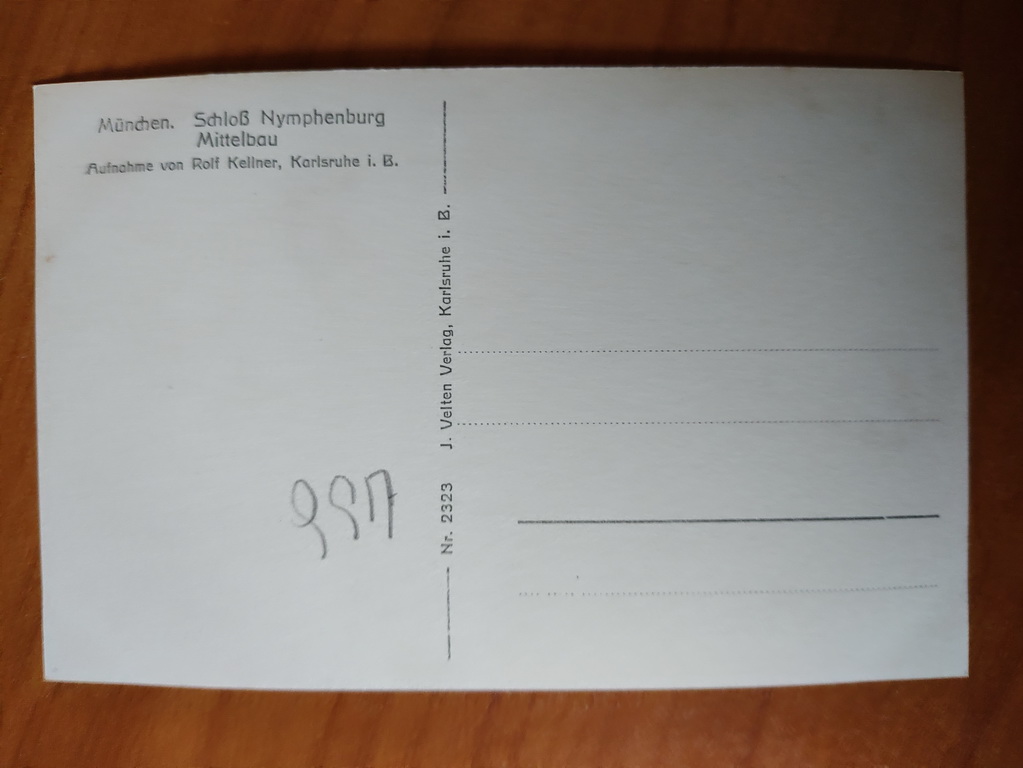 München. Schloß Nymphenburg
Mittelbau
Aufnahme von Rolf Kellner, Karlsruhe i. B.
Nr. 2323 J. Velten Verlag, Karlsruhe i. B.